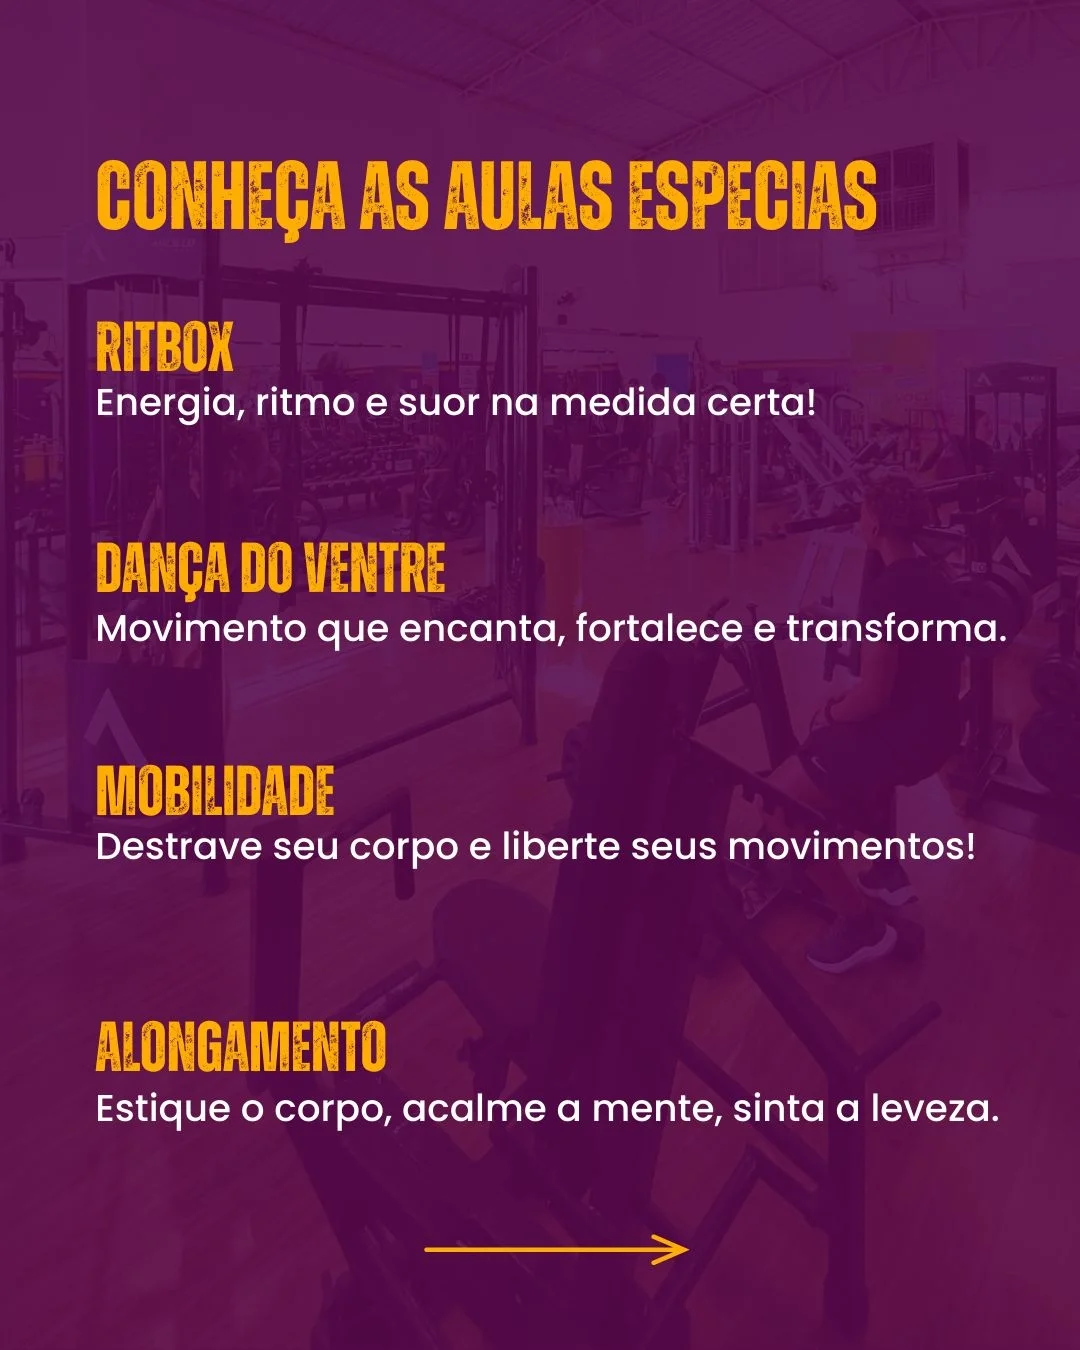 CONHEÇA AS AULAS ESPECIAS
RITBOX
Energia, ritmo e suor na medida certa!
DANÇA DO VENTRE
Movimento que encanta, fortalece e transforma.
MOBILIDADE
Destrave seu corpo e liberte seus movimentos!
ALONGAMENTO
Estique o corpo, acalme a mente, sinta a leveza.